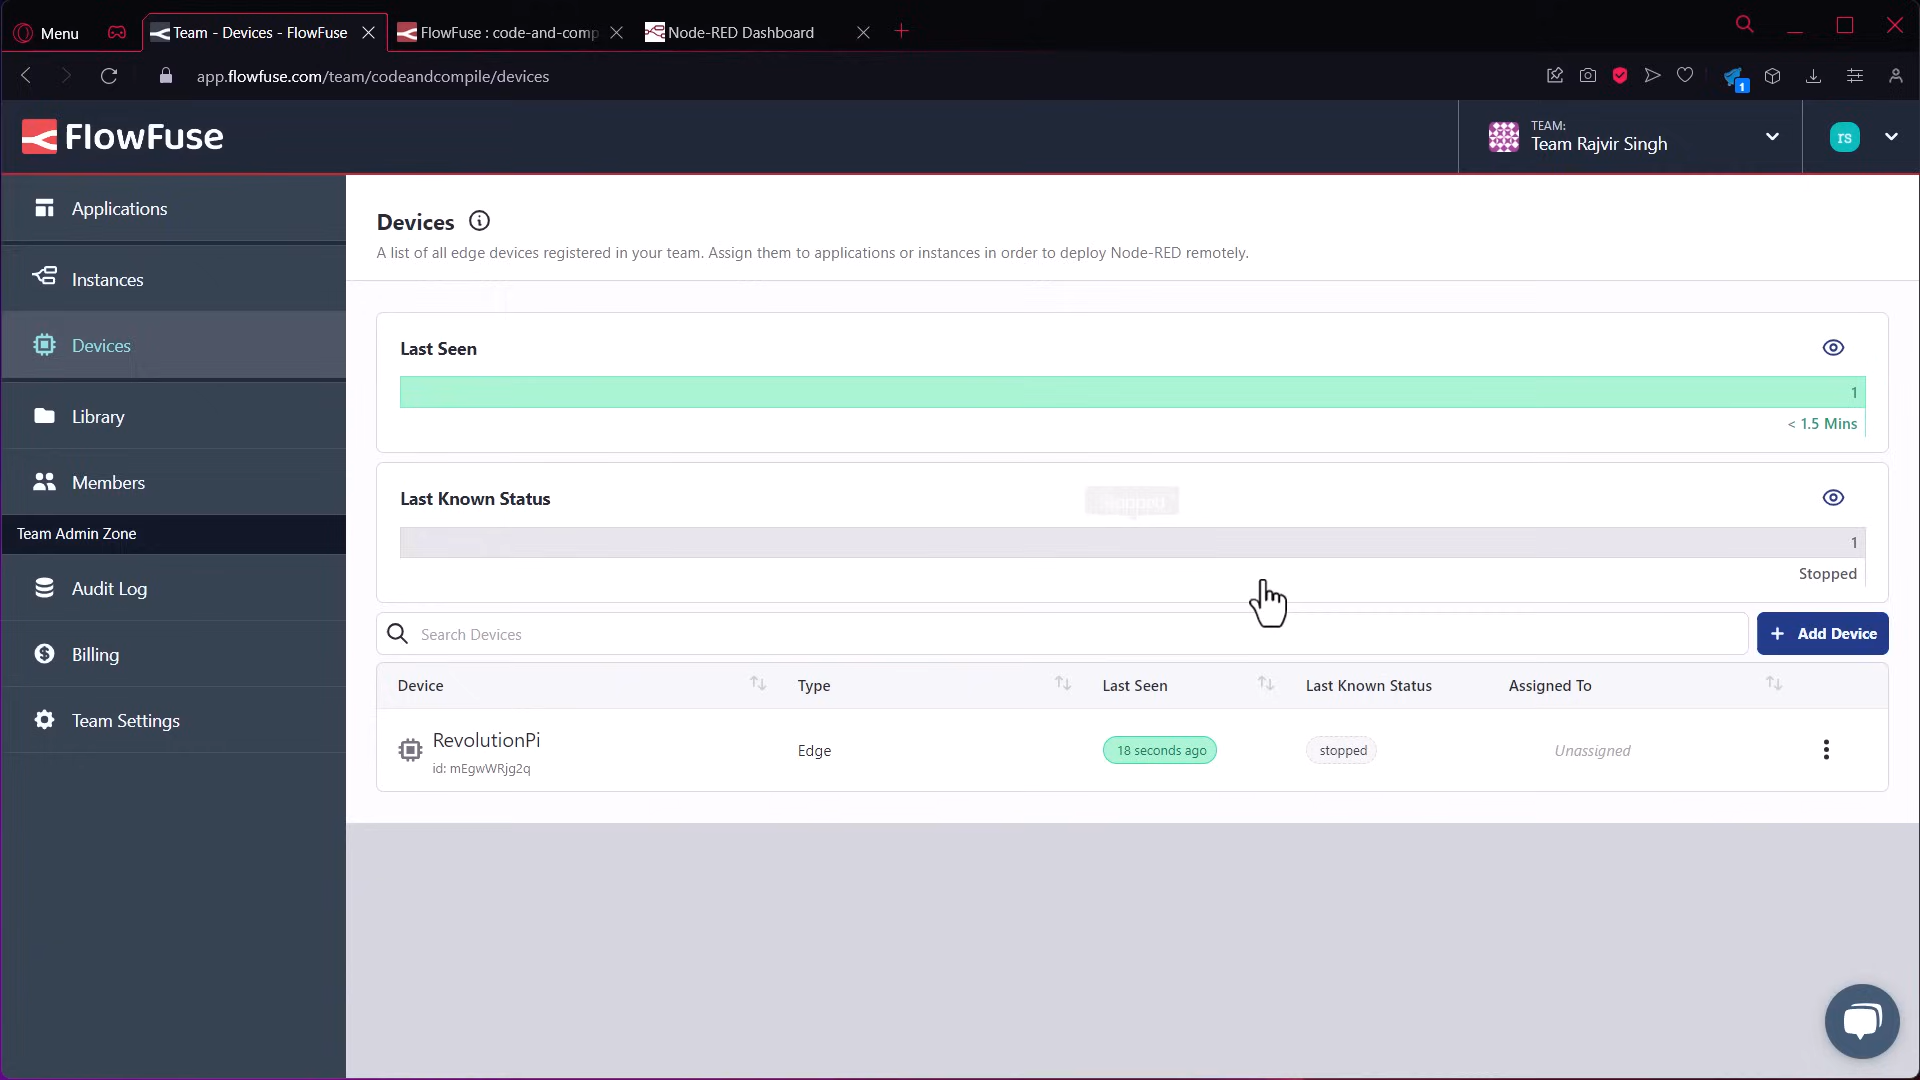 Menu
Team - Devices - FlowFuse
FlowFuse : code-and-comp
Node-RED Dashboard
app.flowfuse.com/team/codeandcompile/devices
1
FlowFuse
TEAM:
Team Rajvir Singh
rs
Applications
Instances
Devices
Library
Members
Team Admin Zone
Audit Log
Billing
Team Settings
Devices
A list of all edge devices registered in your team. Assign them to applications or instances in order to deploy Node-RED remotely.
Last Seen
1
< 1.5 Mins
Last Known Status
Stopped
1
Stopped
Search Devices
+ Add Device
Device
Type
Last Seen
Last Known Status
Assigned To
RevolutionPi
id: mEgwWRjg2q
Edge
18 seconds ago
stopped
Unassigned